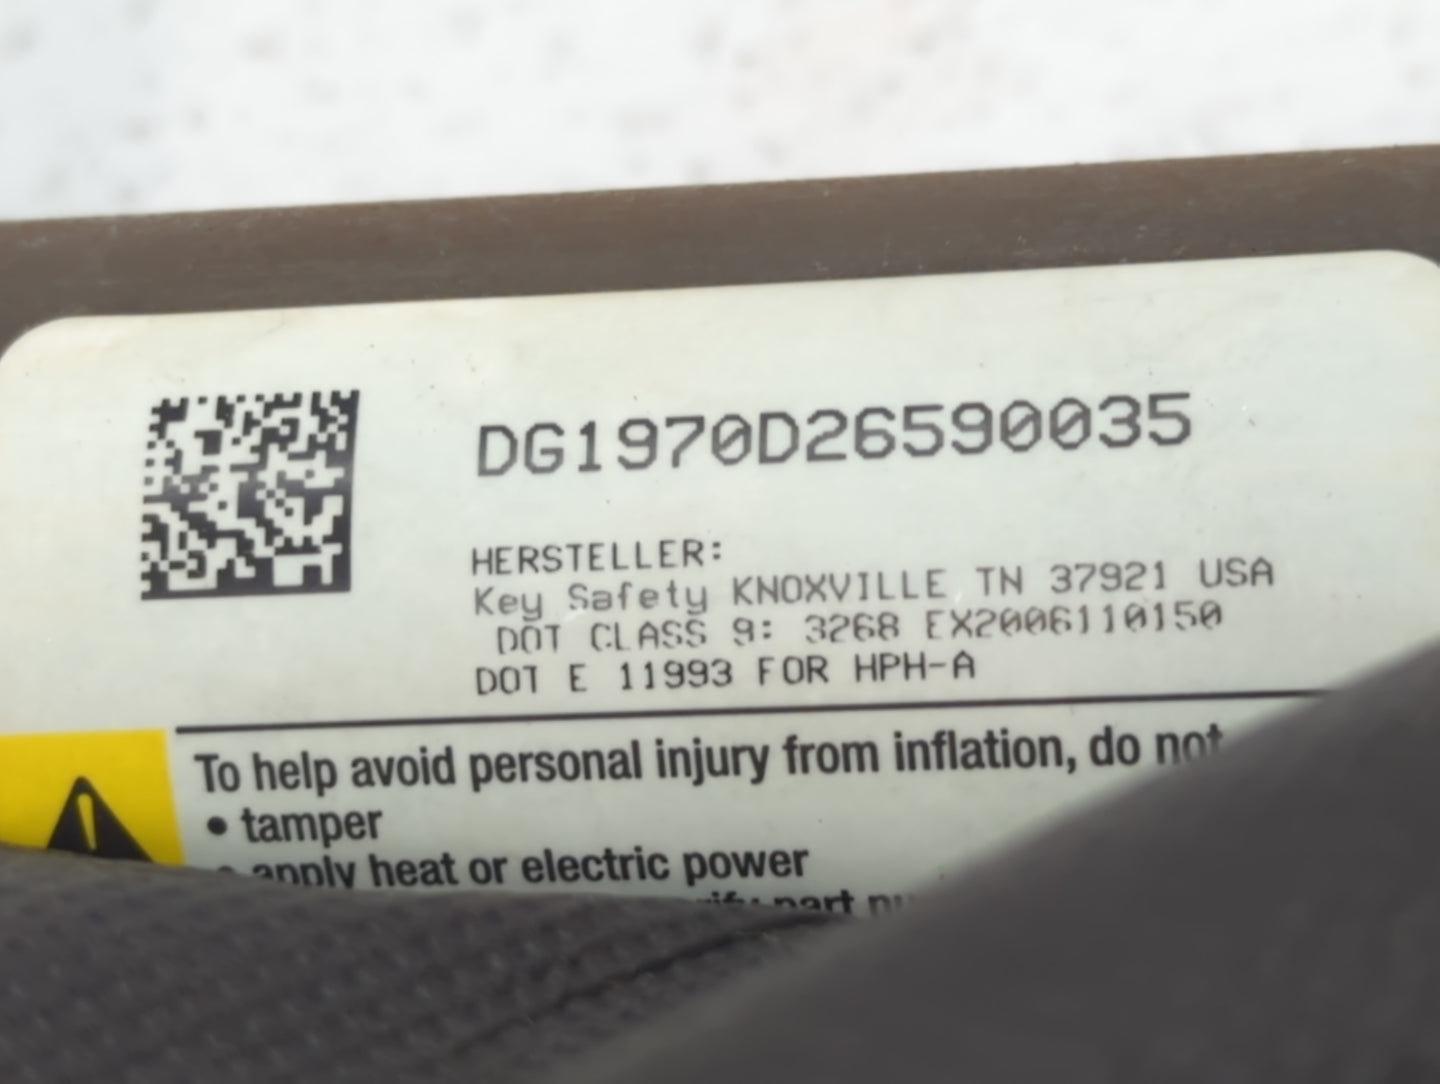 DG1970D26590035
HERSTELLER:
Key Safety KNOXVILLE TN 37921 USA
DOT CLASS 9: 3268 EX2006110150
DOT E 11993 FOR HPH-A
To help avoid personal injury from inflation, do not
• tamper
• apply heat or electric power
part